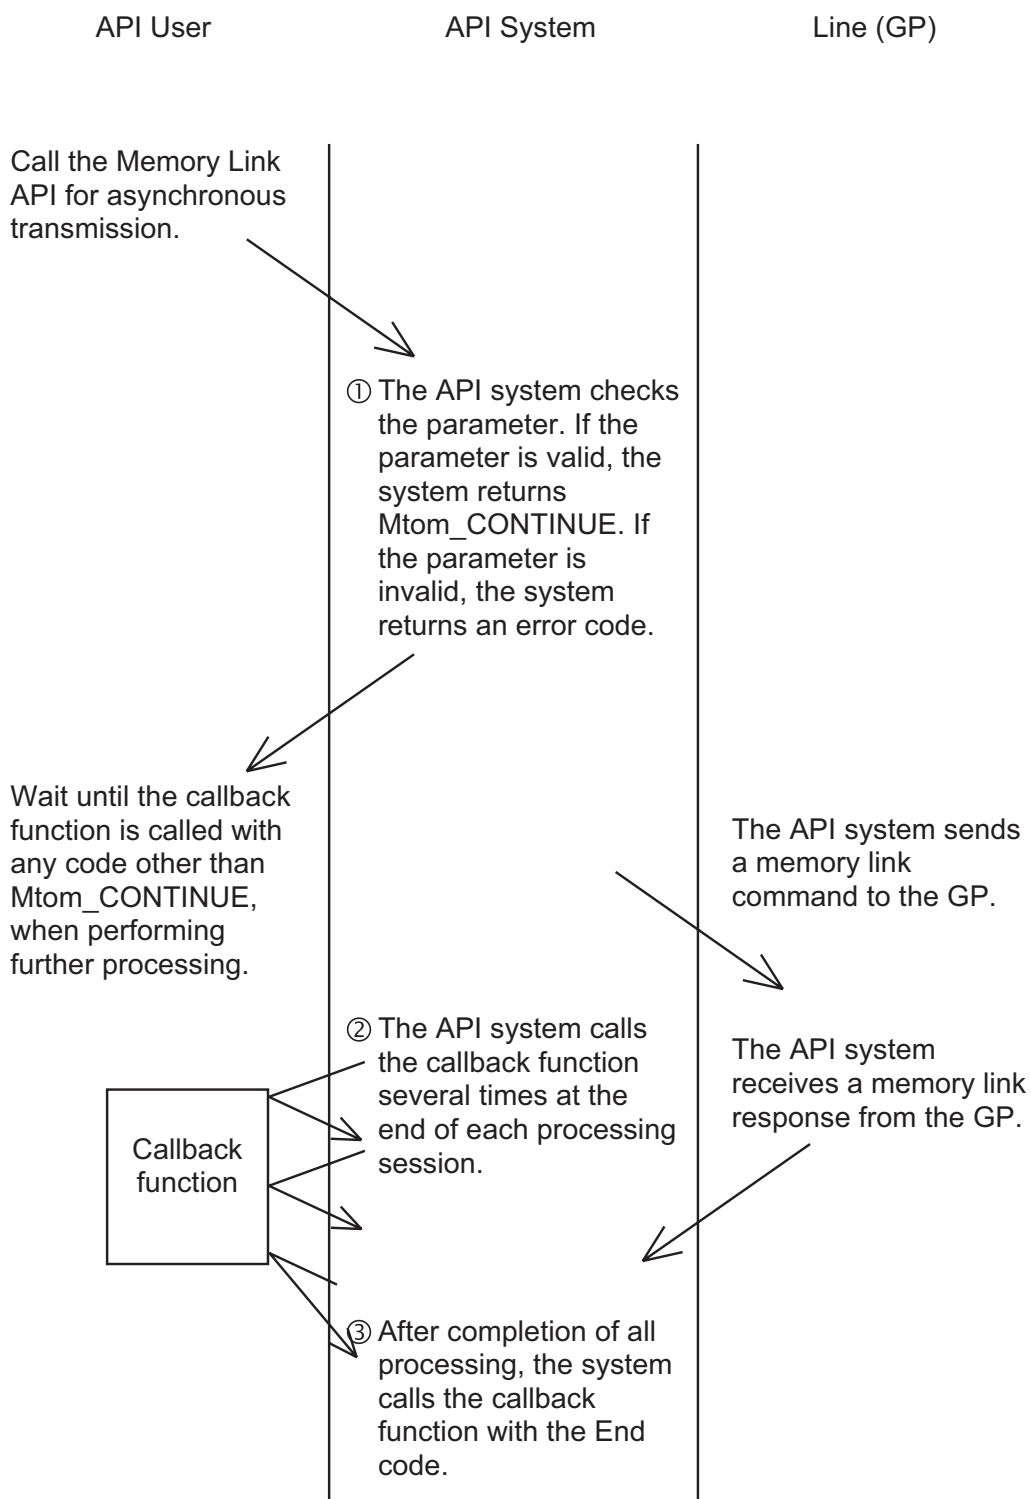 API User
API System
Line (GP)
Call the Memory Link
API for asynchronous
transmission.
① The API system checks
the parameter. If the
parameter is valid, the
system returns
Mtom_CONTINUE. If
the parameter is
invalid, the system
returns an error code.
Wait until the callback
function is called with
any code other than
Mtom_CONTINUE,
when performing
further processing.
The API system sends
a memory link
command to the GP.
② The API system calls
the callback function
several times at the
end of each processing
session.
The API system
receives a memory link
response from the GP.
Callback
function
③ After completion of all
processing, the system
calls the callback
function with the End
code.